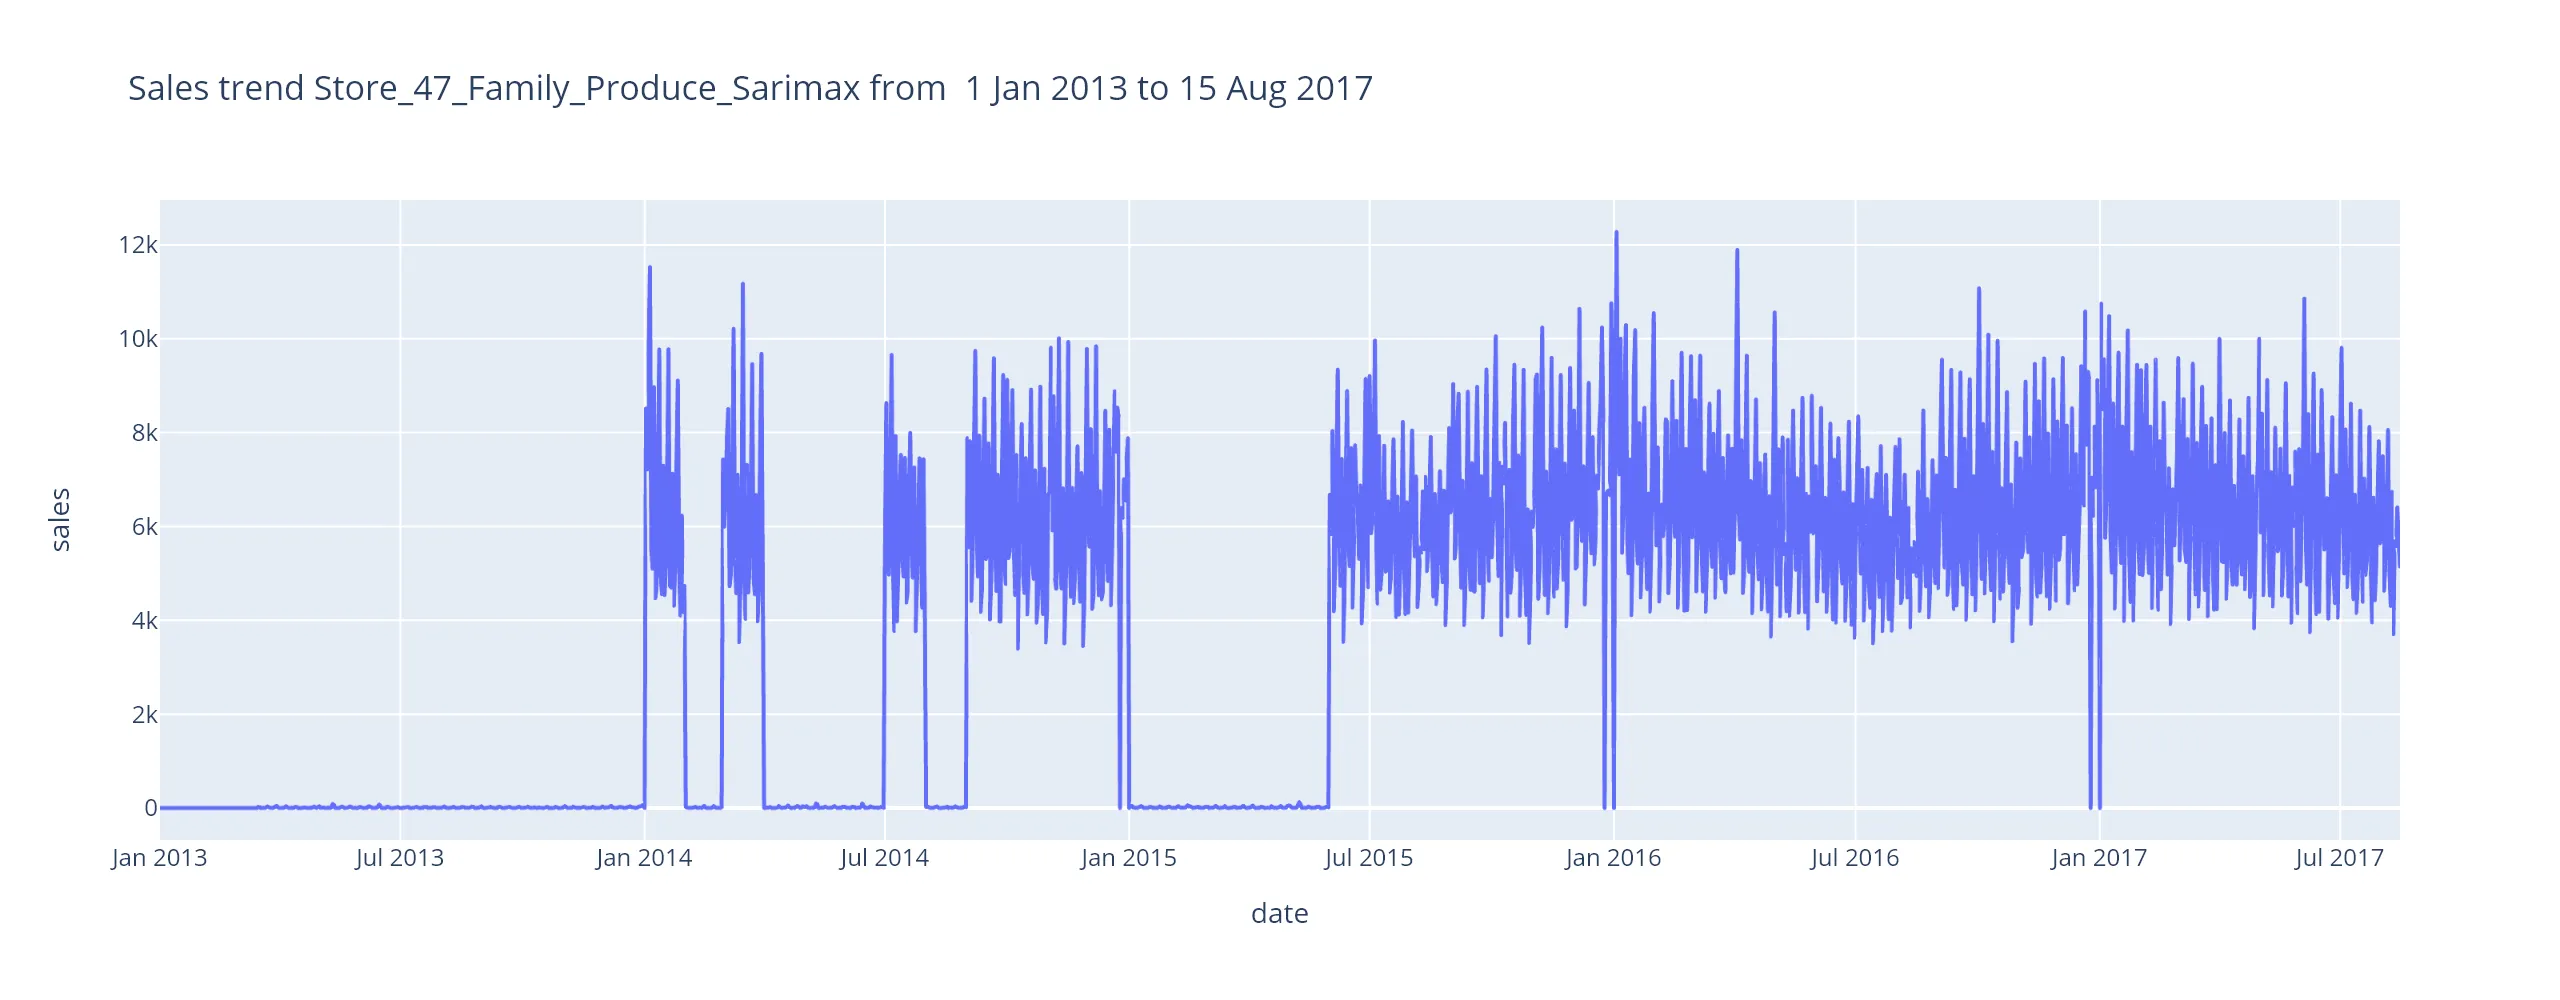 Sales trend Store_47_Family_Produce_Sarimax from  1 Jan 2013 to 15 Aug 2017
12k
10k
8k
6k
4k
2k
0
sales
Jan 2013 Jul 2013 Jan 2014 Jul 2014 Jan 2015 Jul 2015 Jan 2016 Jul 2016 Jan 2017 Jul 2017
date